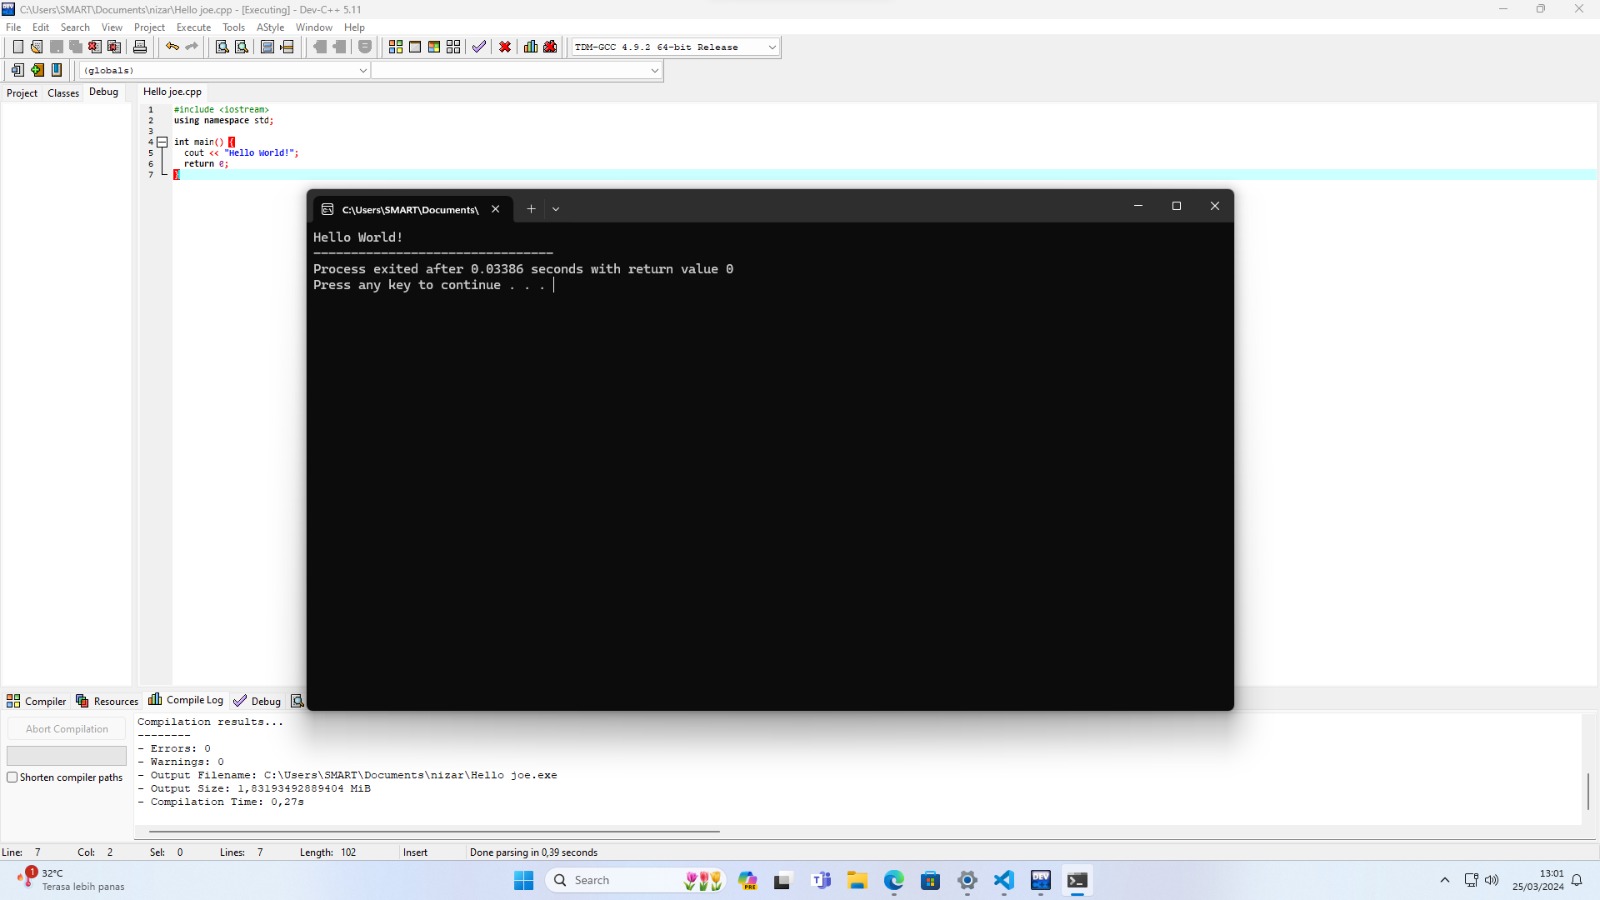 C:\Users\SMART\Documents\nizar\Hello joe.cpp - [Executing] - Dev-C++ 5.11
File Edit Search View Project Execute Tools AStyle Window Help
TDM-GCC 4.9.2 64-bit Release
(globals)
Project Classes Debug
Hello joe.cpp
1 #include <iostream>
2 using namespace std;
3
4 int main() {
5 cout << "Hello World!";
6 return 0;
7 }
C:\Users\SMART\Documents\
Hello World!
--------------------------------
Process exited after 0.03386 seconds with return value 0
Press any key to continue . . .
Compiler Resources Compile Log Debug
Abort Compilation
Shorten compiler paths
Compilation results...
--------
- Errors: 0
- Warnings: 0
- Output Filename: C:\Users\SMART\Documents\nizar\Hello joe.exe
- Output Size: 1,83193492889404 MiB
- Compilation Time: 0,27s
Line: 7 Col: 2 Sel: 0 Lines: 7 Length: 102 Insert Done parsing in 0,39 seconds
1
32°C
Terasa lebih panas
Search
PRE
DEV
13:01
25/03/2024